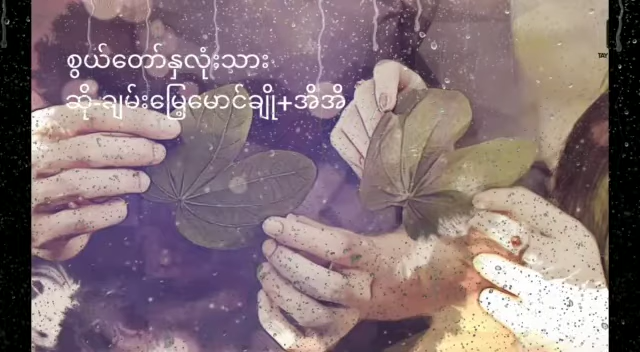 စွယ်တော်နှလုံးသား
ဆို-ချမ်းမြေ့မောင်ချို+အိအိ